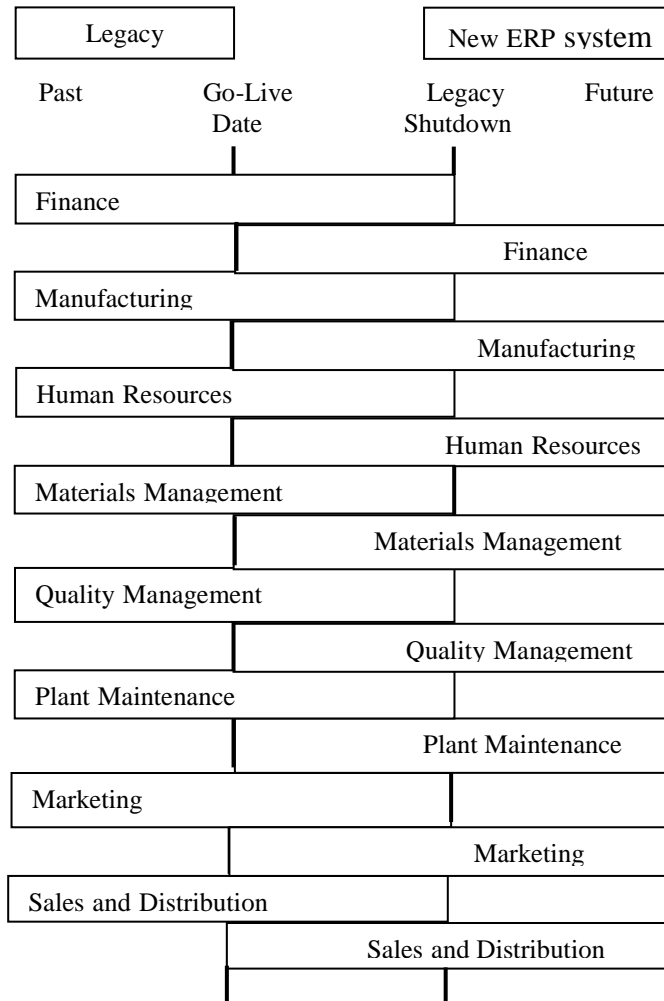 Legacy
New ERP system
Past Go-Live Legacy Future
Date Shutdown
Finance
Finance
Manufacturing
Manufacturing
Human Resources
Human Resources
Materials Management
Materials Management
Quality Management
Quality Management
Plant Maintenance
Plant Maintenance
Marketing
Marketing
Sales and Distribution
Sales and Distribution